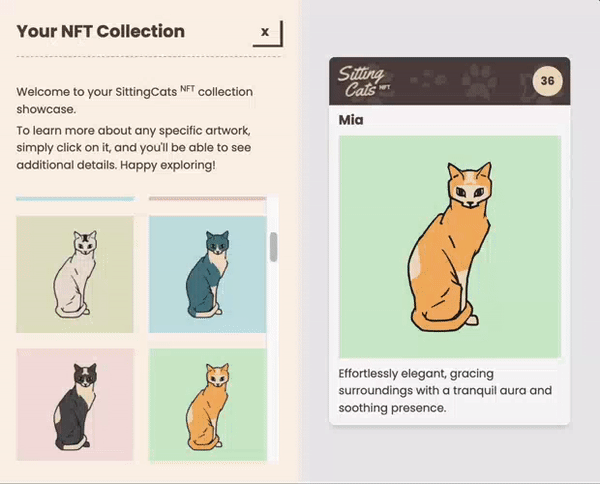 Your NFT Collection
x
Welcome to your SittingCats NFT collection
showcase.
To learn more about any specific artwork,
simply click on it, and you'll be able to see
additional details. Happy exploring!
Sitting
Cats NFT
36
Mia
Effortlessly elegant, gracing
surroundings with a tranquil aura and
soothing presence.